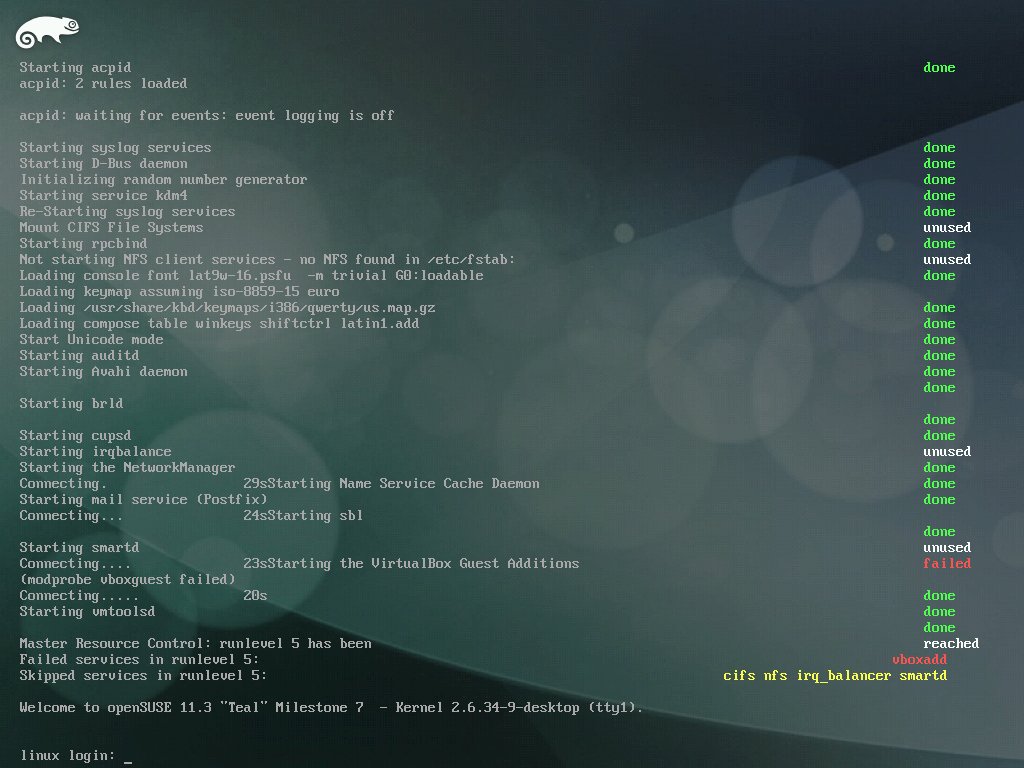 Starting acpid done
acpid: 2 rules loaded
acpid: waiting for events: event logging is off
Starting syslog services done
Starting D-Bus daemon done
Initializing random number generator done
Starting service kdm4 done
Re-Starting syslog services done
Mount CIFS File Systems unused
Starting rpcbind done
Not starting NFS client services - no NFS found in /etc/fstab: unused
Loading console font lat9w-16.psfu  -m trivial G0:loadable done
Loading keymap assuming iso-8859-15 euro
Loading /usr/share/kbd/keymaps/i386/qwerty/us.map.gz done
Loading compose table winkeys shiftctrl latin1.add done
Start Unicode mode done
Starting auditd done
Starting Avahi daemon done
done
Starting brld
done
Starting cupsd done
Starting irqbalance unused
Starting the NetworkManager done
Connecting. 29sStarting Name Service Cache Daemon done
Starting mail service (Postfix) done
Connecting... 24sStarting sbl
done
Starting smartd unused
Connecting.... 23sStarting the VirtualBox Guest Additions failed
(modprobe vboxguest failed)
Connecting..... 20s done
Starting vmtoolsd done
done
Master Resource Control: runlevel 5 has been reached
Failed services in runlevel 5: vboxadd
Skipped services in runlevel 5: cifs nfs irq_balancer smartd
Welcome to openSUSE 11.3 "Teal" Milestone 7  - Kernel 2.6.34-9-desktop (tty1).
linux login: _